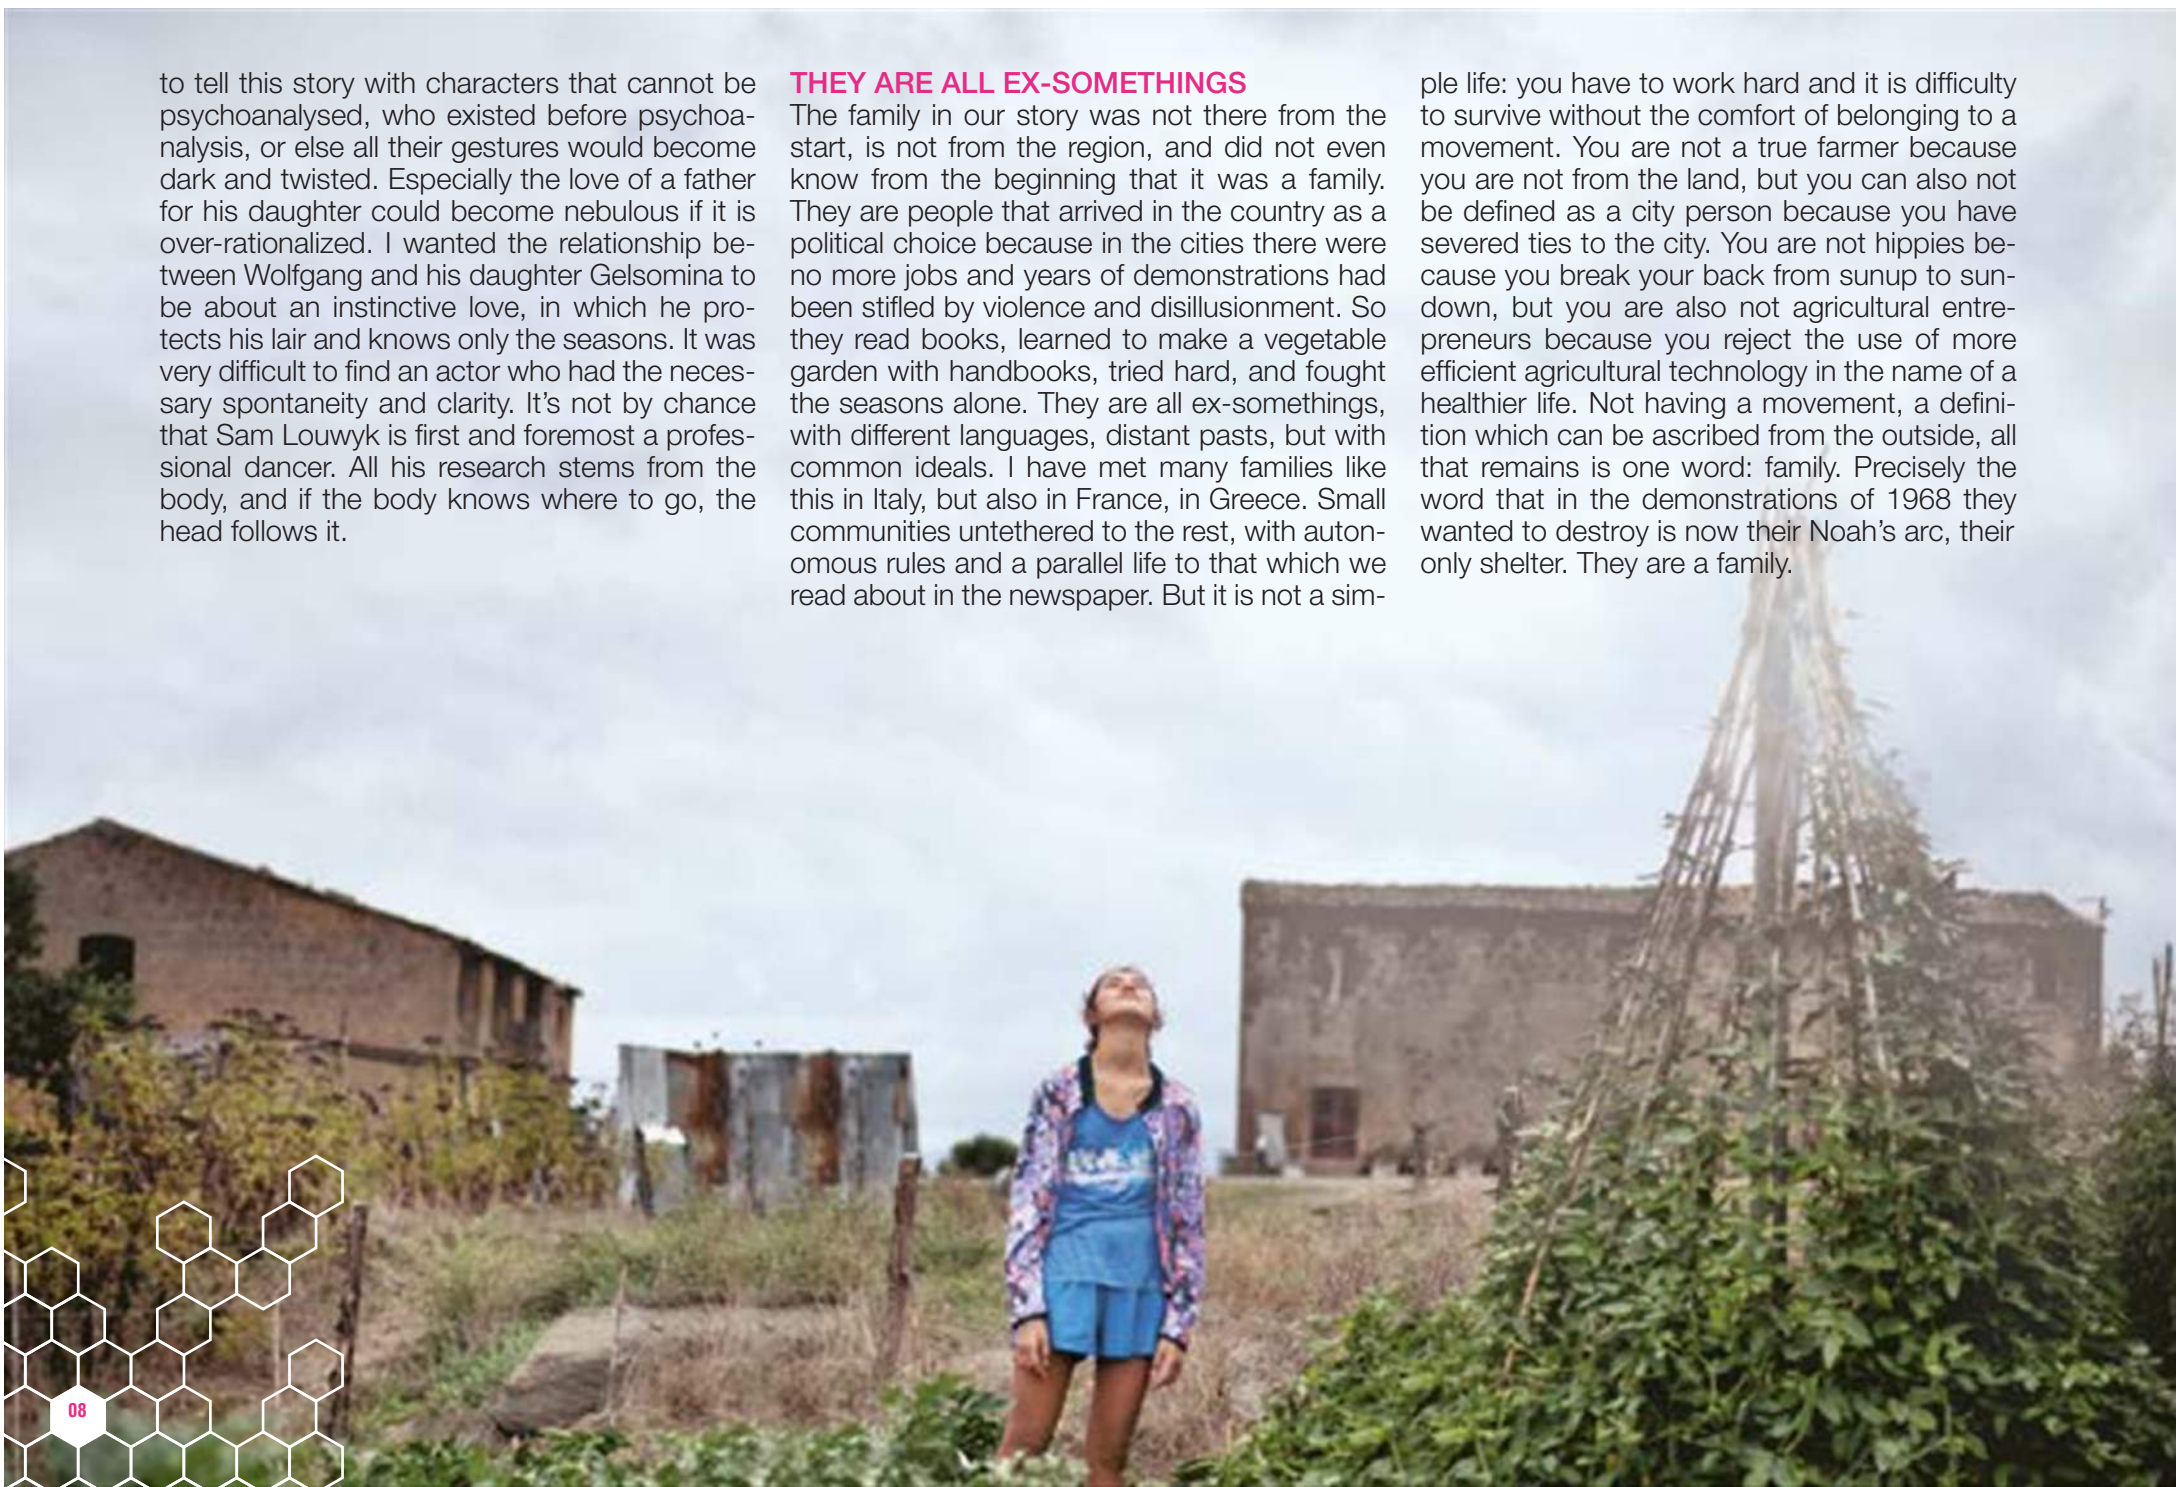 to tell this story with characters that cannot be
psychoanalysed, who existed before psychoa-
nalysis, or else all their gestures would become
dark and twisted. Especially the love of a father
for his daughter could become nebulous if it is
over-rationalized. I wanted the relationship be-
tween Wolfgang and his daughter Gelsomina to
be about an instinctive love, in which he pro-
tects his lair and knows only the seasons. It was
very difficult to find an actor who had the neces-
sary spontaneity and clarity. It’s not by chance
that Sam Louwyk is first and foremost a profes-
sional dancer. All his research stems from the
body, and if the body knows where to go, the
head follows it.
THEY ARE ALL EX-SOMETHINGS
The family in our story was not there from the
start, is not from the region, and did not even
know from the beginning that it was a family.
They are people that arrived in the country as a
political choice because in the cities there were
no more jobs and years of demonstrations had
been stifled by violence and disillusionment. So
they read books, learned to make a vegetable
garden with handbooks, tried hard, and fought
the seasons alone. They are all ex-somethings,
with different languages, distant pasts, but with
common ideals. I have met many families like
this in Italy, but also in France, in Greece. Small
communities untethered to the rest, with auton-
omous rules and a parallel life to that which we
read about in the newspaper. But it is not a sim-
ple life: you have to work hard and it is difficulty
to survive without the comfort of belonging to a
movement. You are not a true farmer because
you are not from the land, but you can also not
be defined as a city person because you have
severed ties to the city. You are not hippies be-
cause you break your back from sunup to sun-
down, but you are also not agricultural entre-
preneurs because you reject the use of more
efficient agricultural technology in the name of a
healthier life. Not having a movement, a defini-
tion which can be ascribed from the outside, all
that remains is one word: family. Precisely the
word that in the demonstrations of 1968 they
wanted to destroy is now their Noah’s arc, their
only shelter. They are a family.
08